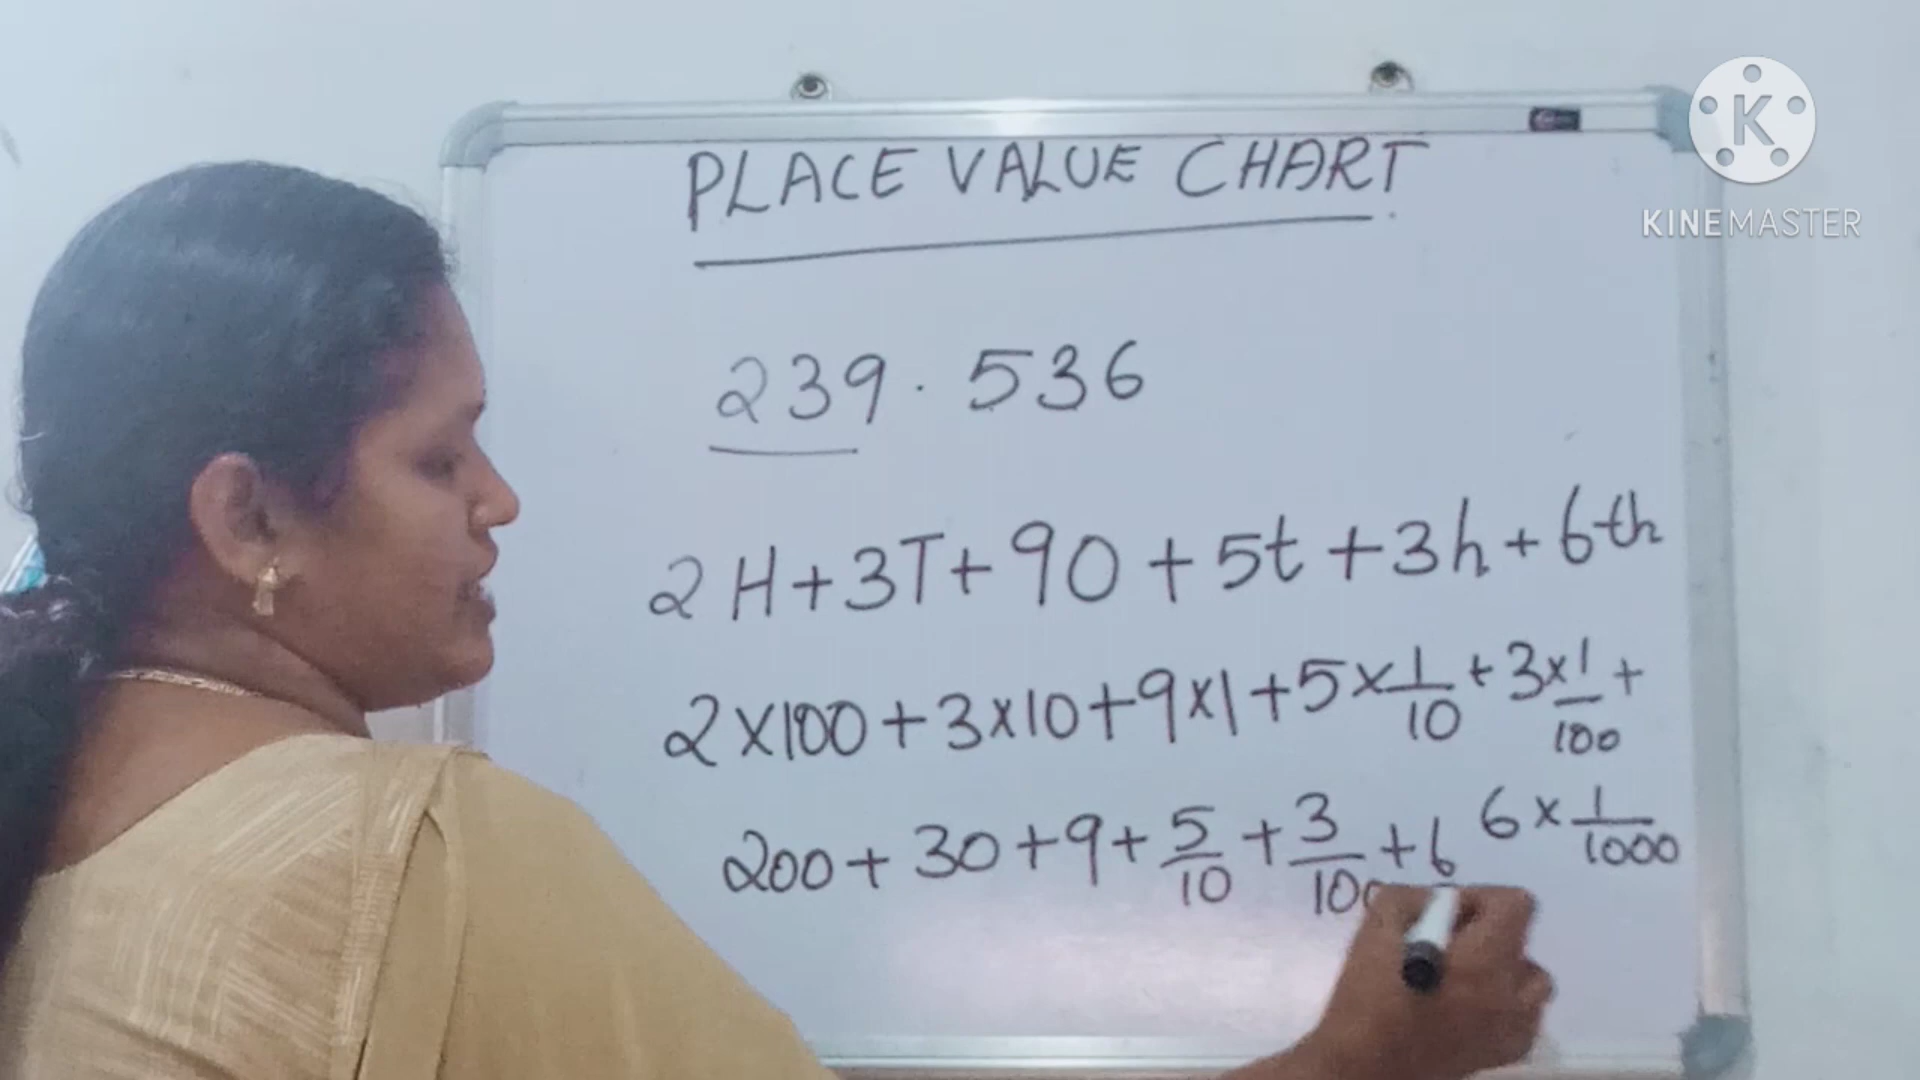 PLACE VALUE CHART
K
KINEMASTER
239.536
2H+3T+9O+5t+3h+6th
2×100+3×10+9×1+5×1/10+3×1/100+
6×1/1000
200+30+9+5/10+3/100+6